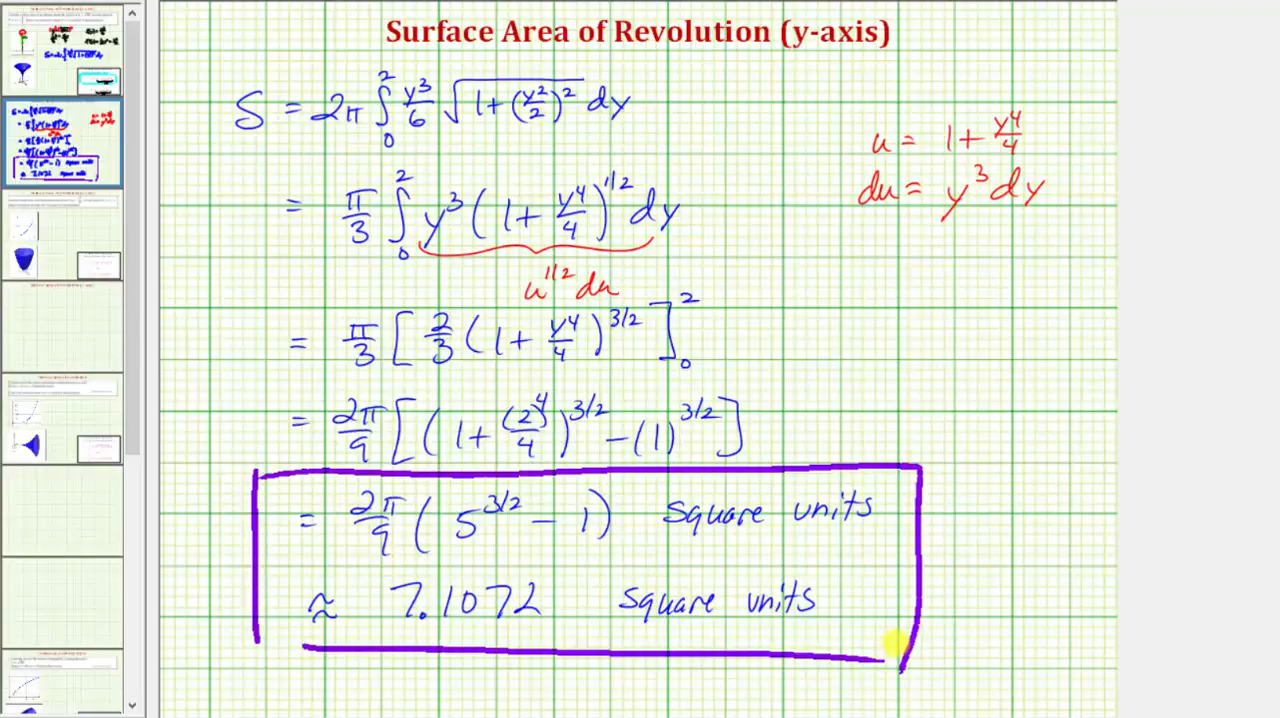 Surface Area of Revolution (y-axis)
S = 2π ∫₀² y³/6 √(1 + (y²/2)²) dy
u = 1 + y⁴/4
du = y³ dy
= π/3 ∫₀² y³ (1 + y⁴/4)^1/2 dy
u^1/2 du
= π/3 [ 2/3 (1 + y⁴/4)^3/2 ]₀²
= 2π/9 [ (1 + (2)⁴/4)^3/2 − (1)^3/2 ]
= 2π/9 ( 5^3/2 − 1 ) square units
≈ 7.1072 square units